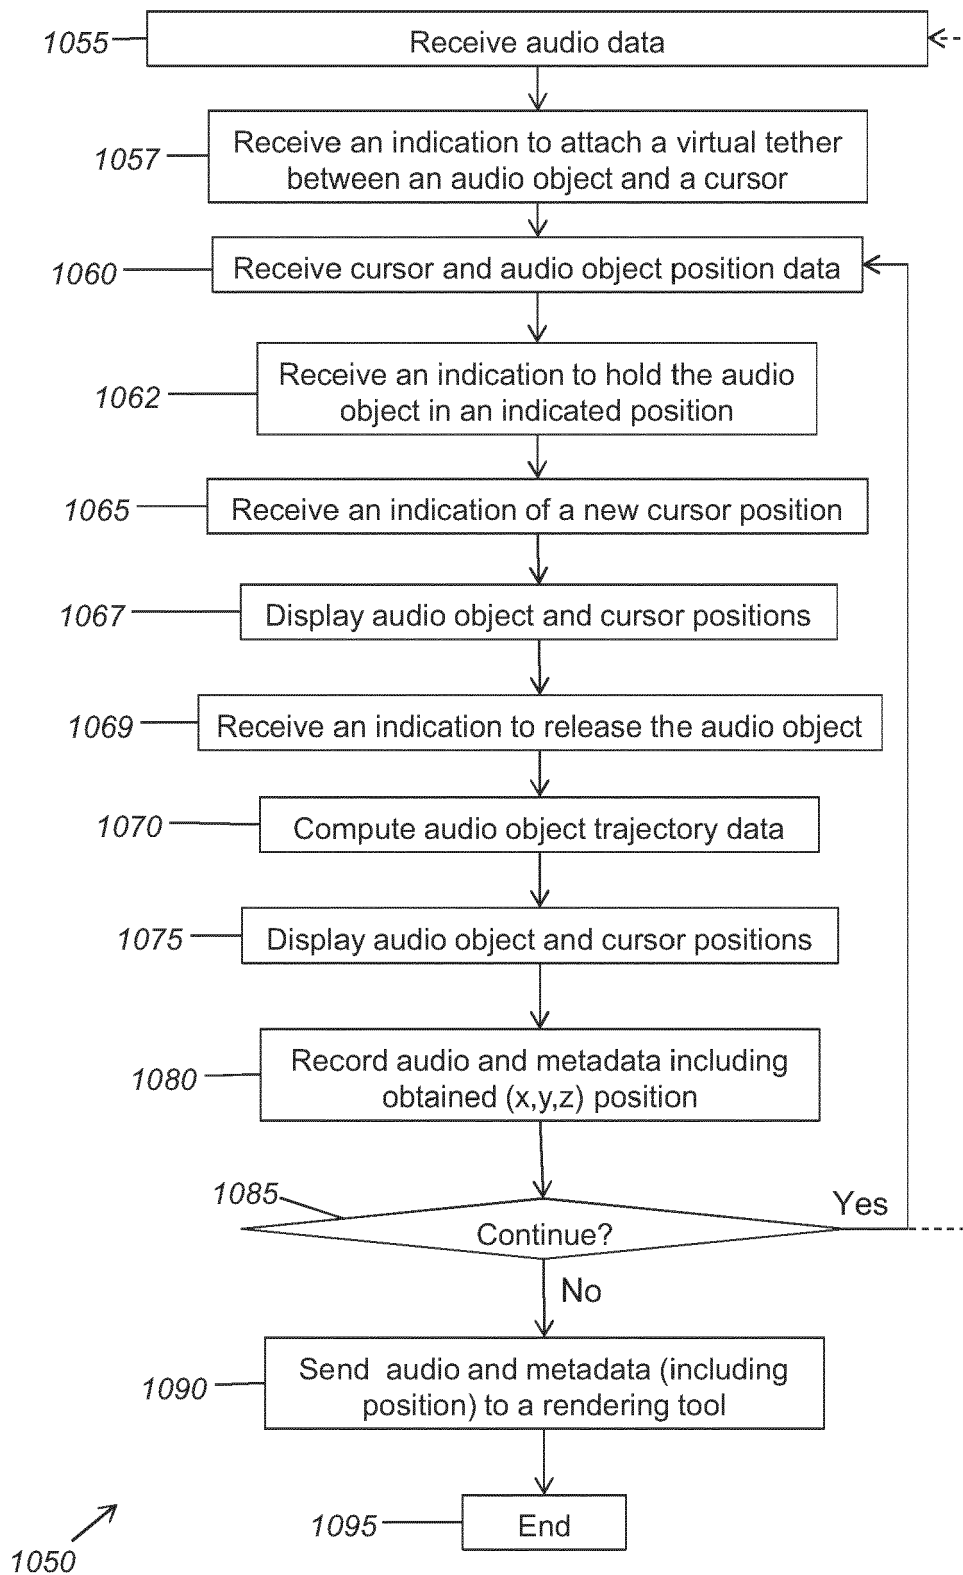 1055
Receive audio data
1057
Receive an indication to attach a virtual tether
between an audio object and a cursor
1060
Receive cursor and audio object position data
1062
Receive an indication to hold the audio
object in an indicated position
1065
Receive an indication of a new cursor position
1067
Display audio object and cursor positions
1069
Receive an indication to release the audio object
1070
Compute audio object trajectory data
1075
Display audio object and cursor positions
1080
Record audio and metadata including
obtained (x,y,z) position
1085
Continue?
Yes
No
1090
Send audio and metadata (including
position) to a rendering tool
1095
End
1050